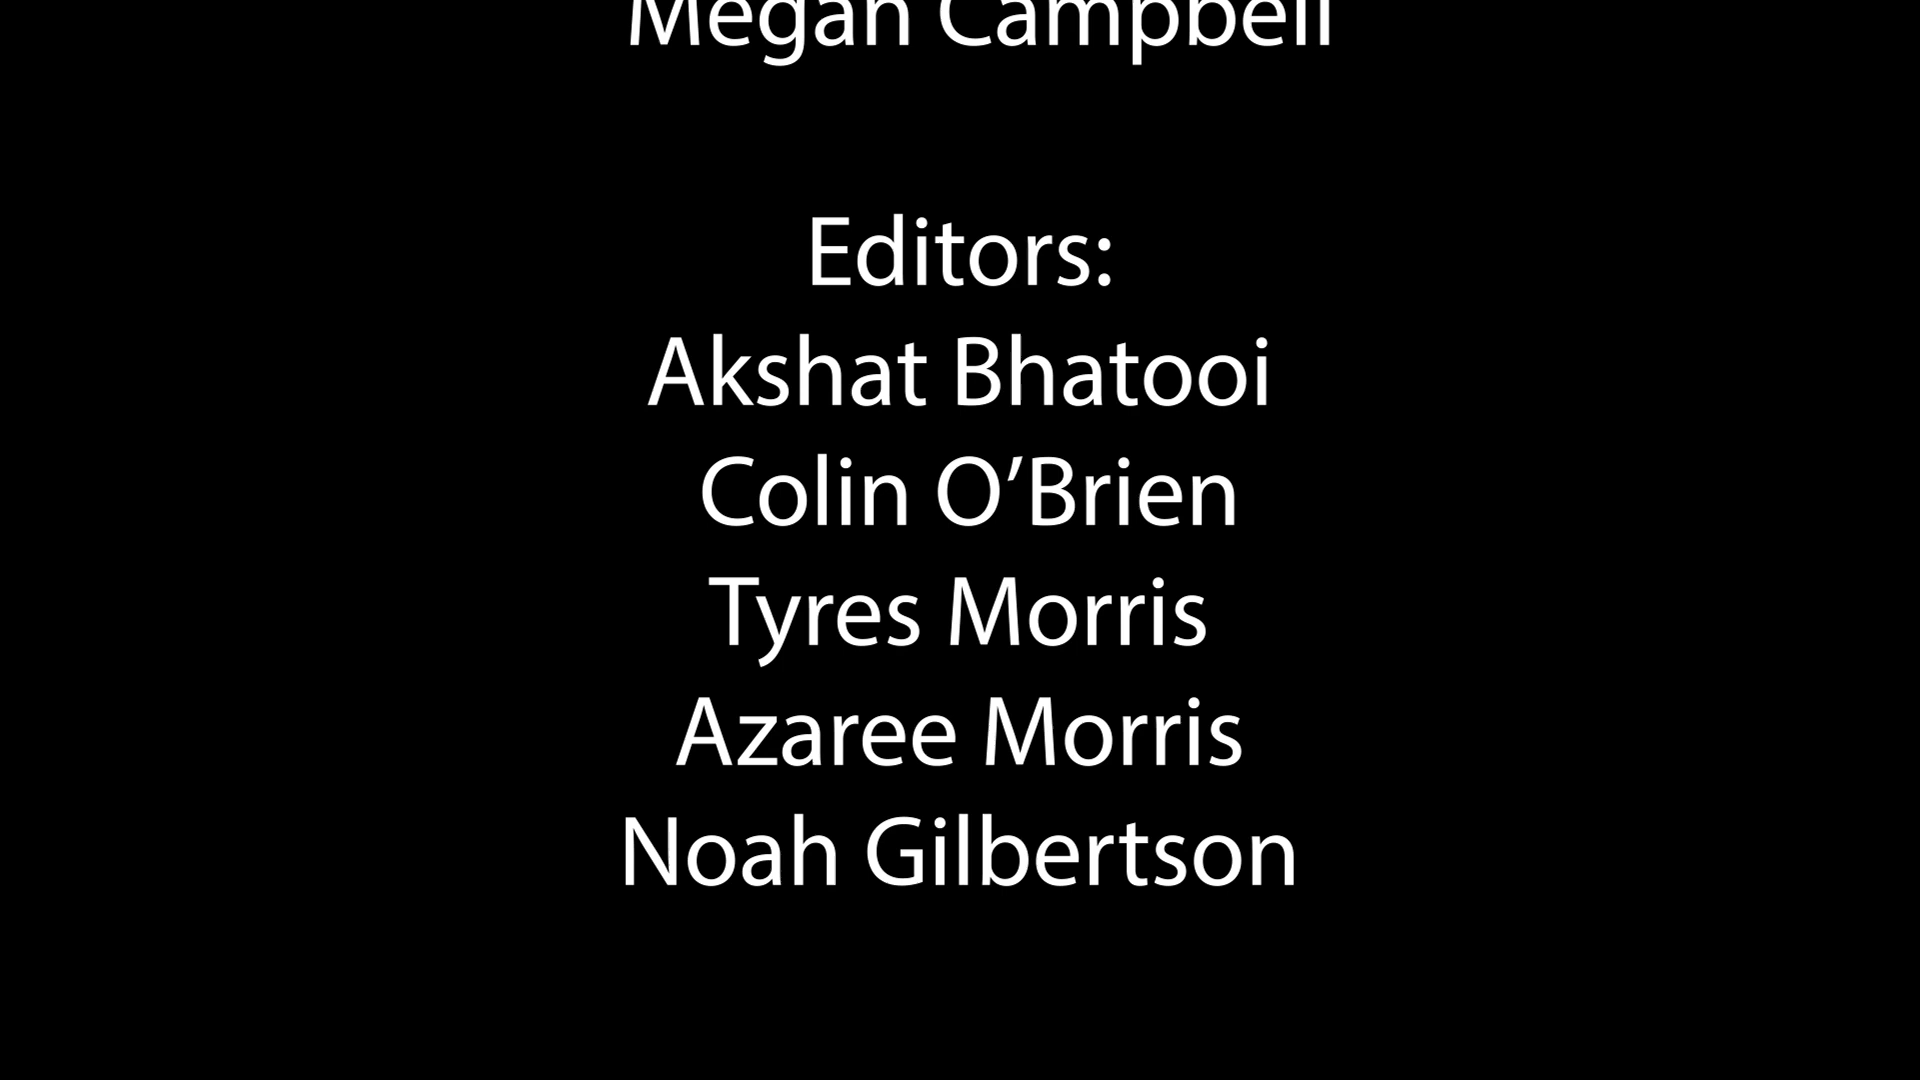 Megan Campbell
Editors:
Akshat Bhatooi
Colin O’Brien
Tyres Morris
Azaree Morris
Noah Gilbertson